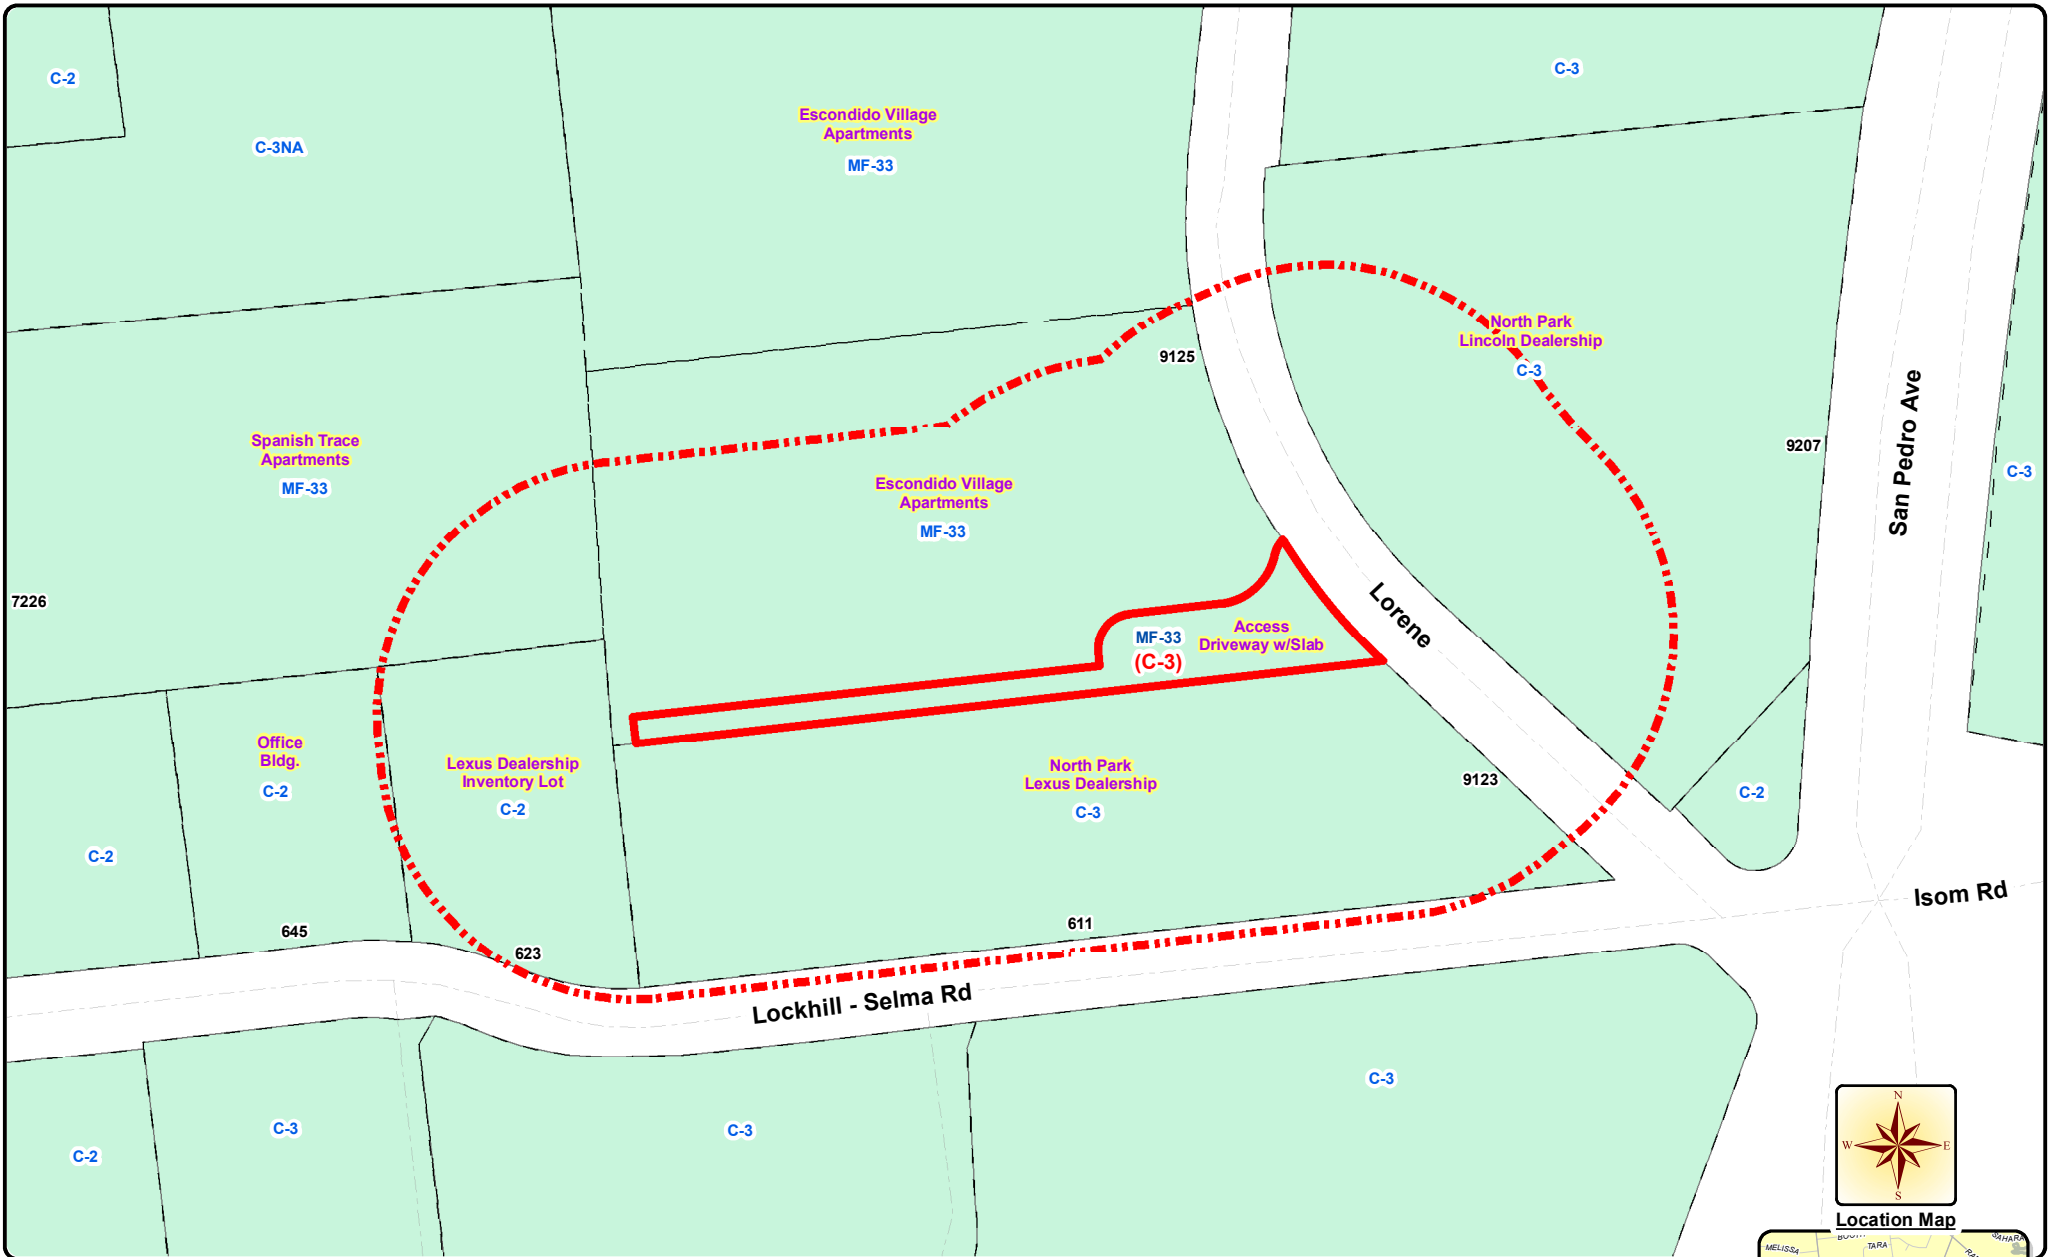 C-2
C-3
C-3NA
Escondido Village
Apartments
MF-33
North Park
Lincoln Dealership
C-3
9125
San Pedro Ave
9207
C-3
Spanish Trace
Apartments
MF-33
Escondido Village
Apartments
MF-33
7226
Lorene
MF-33
(C-3)
Access
Driveway w/Slab
Office
Bldg.
C-2
Lexus Dealership
Inventory Lot
C-2
North Park
Lexus Dealership
C-3
9123
C-2
C-2
Isom Rd
645
623
611
Lockhill - Selma Rd
C-3
C-3
C-3
C-2
N
W
E
S
Location Map
MELISSA
TARA
SAHARA